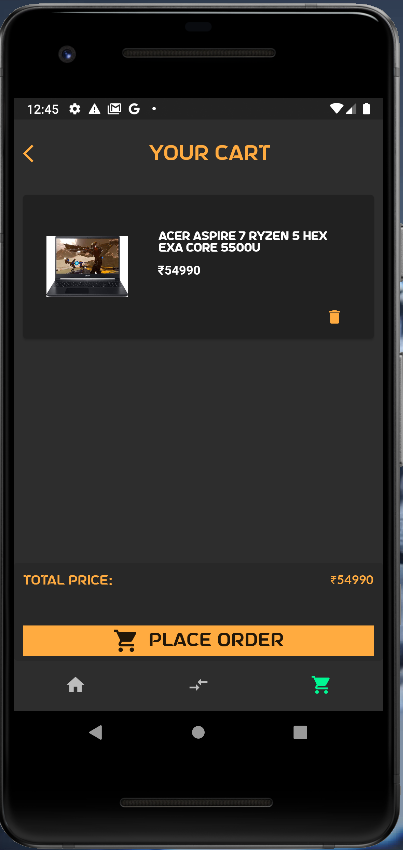 12:45
YOUR CART
ACER ASPIRE 7 RYZEN 5 HEX
EXA CORE 5500U
₹54990
TOTAL PRICE: ₹54990
PLACE ORDER